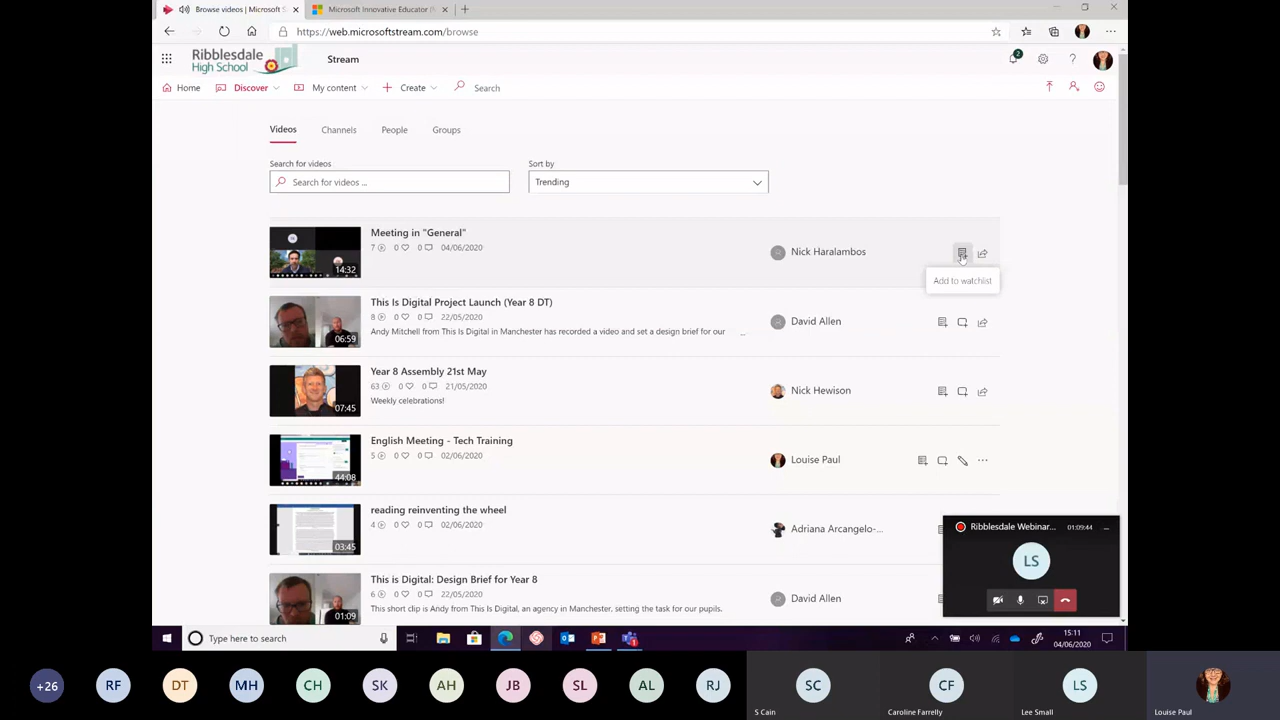 Browse videos | Microsoft S
Microsoft Innovative Educator (
https://web.microsoftstream.com/browse
Ribblesdale
High School
Stream
2
Home
Discover
My content
Create
Search
Videos
Channels
People
Groups
Search for videos
Sort by
Search for videos ...
Trending
Meeting in "General"
7 0 0 04/06/2020
14:32
Nick Haralambos
Add to watchlist
This Is Digital Project Launch (Year 8 DT)
8 0 0 22/05/2020
Andy Mitchell from This Is Digital in Manchester has recorded a video and set a design brief for our ...
06:59
David Allen
Year 8 Assembly 21st May
63 0 0 21/05/2020
Weekly celebrations!
07:45
Nick Hewison
English Meeting - Tech Training
5 0 0 02/06/2020
44:08
Louise Paul
reading reinventing the wheel
4 0 0 02/06/2020
03:45
Adriana Arcangelo-...
This is Digital: Design Brief for Year 8
6 0 0 22/05/2020
This short clip is Andy from This Is Digital, an agency in Manchester, setting the task for our pupils.
01:09
David Allen
Ribblesdale Webinar... 01:09:44
LS
Type here to search
15:11
04/06/2020
+26
RF
DT
MH
CH
SK
AH
JB
SL
AL
RJ
SC
S Cain
CF
Caroline Farrelly
LS
Lee Small
Louise Paul